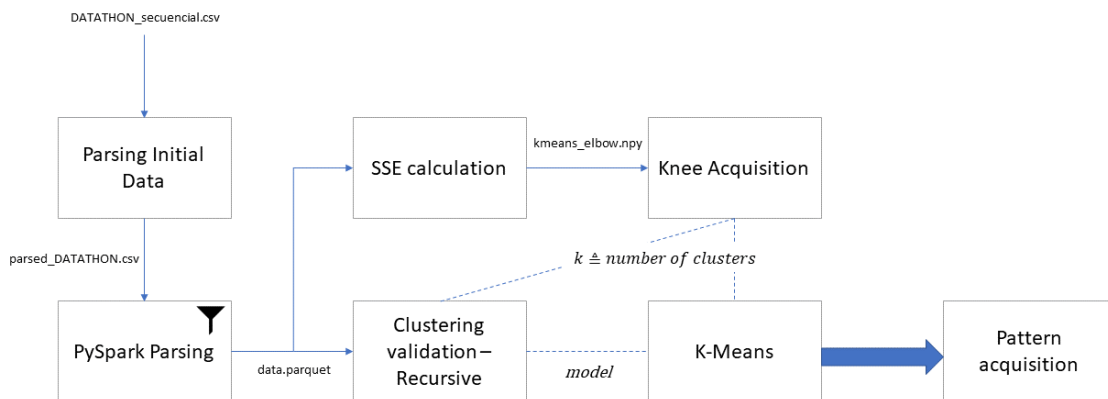 DATATHON_secuencial.csv
Parsing Initial
Data
SSE calculation
kmeans_elbow.npy
Knee Acquisition
parsed_DATATHON.csv
k ≜ number of clusters
PySpark Parsing
data.parquet
Clustering
validation –
Recursive
model
K-Means
Pattern
acquisition